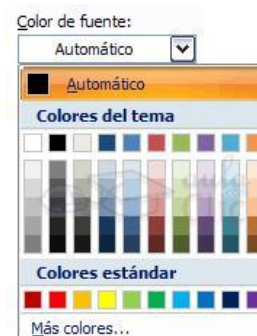 Color de fuente:
Automático
Automático
Colores del tema
Colores estándar
Más colores...